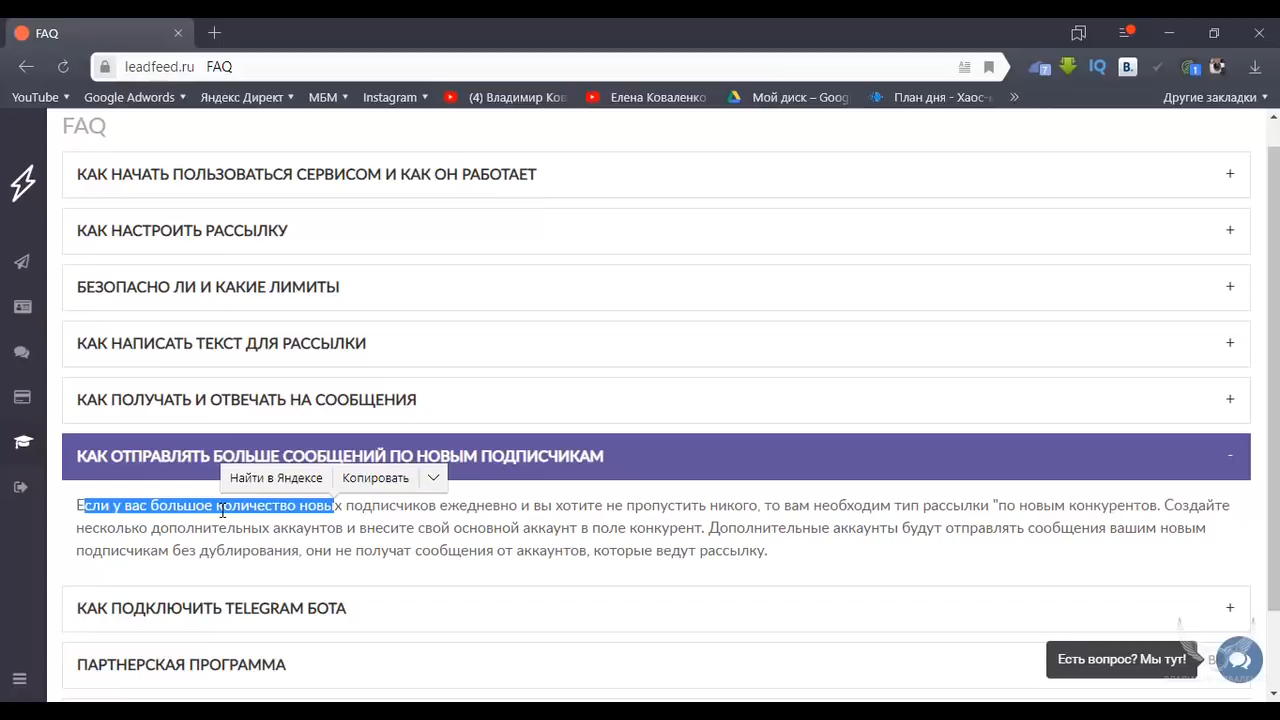 FAQ
leadfeed.ru FAQ
7
IQ
B.
1
YouTube
Google Adwords
Яндекс Директ
МБМ
Instagram
(4) Владимир Ков
Елена Коваленко
Мой диск – Goog
План дня - Хаос-
»
Другие закладки
FAQ
КАК НАЧАТЬ ПОЛЬЗОВАТЬСЯ СЕРВИСОМ И КАК ОН РАБОТАЕТ +
КАК НАСТРОИТЬ РАССЫЛКУ +
БЕЗОПАСНО ЛИ И КАКИЕ ЛИМИТЫ +
КАК НАПИСАТЬ ТЕКСТ ДЛЯ РАССЫЛКИ +
КАК ПОЛУЧАТЬ И ОТВЕЧАТЬ НА СООБЩЕНИЯ +
КАК ОТПРАВЛЯТЬ БОЛЬШЕ СООБЩЕНИЙ ПО НОВЫМ ПОДПИСЧИКАМ -
Найти в Яндексе
Копировать
Если у вас большое количество новых подписчиков ежедневно и вы хотите не пропустить никого, то вам необходим тип рассылки "по новым конкурентов. Создайте
несколько дополнительных аккаунтов и внесите свой основной аккаунт в поле конкурент. Дополнительные аккаунты будут отправлять сообщения вашим новым
подписчикам без дублирования, они не получат сообщения от аккаунтов, которые ведут рассылку.
КАК ПОДКЛЮЧИТЬ TELEGRAM БОТА +
ПАРТНЕРСКАЯ ПРОГРАММА
Есть вопрос? Мы тут!